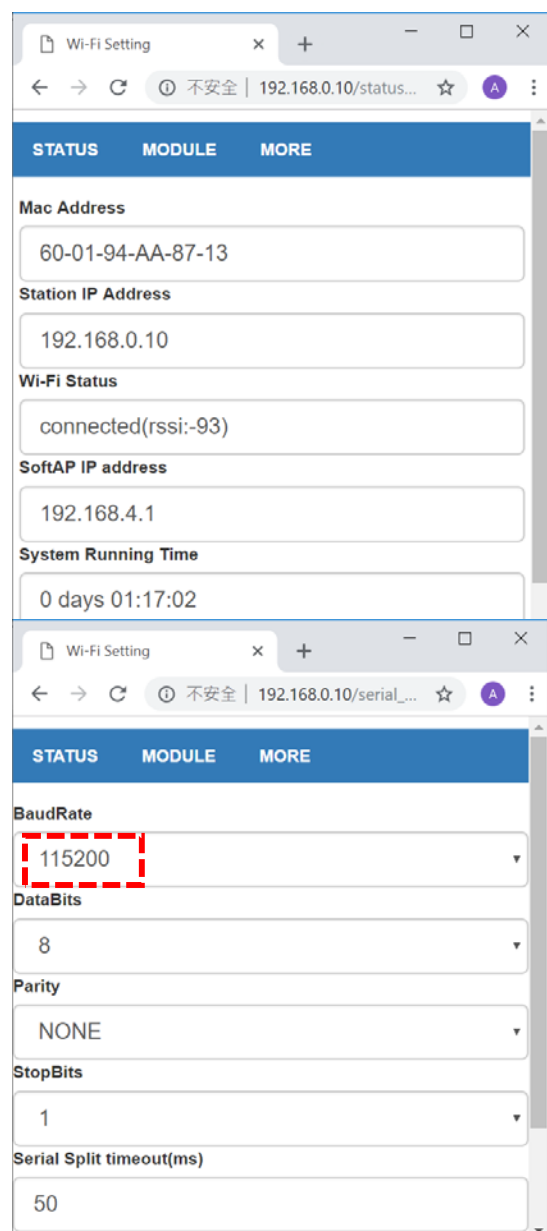 Wi-Fi Setting
不安全 | 192.168.0.10/status...
A
STATUS MODULE MORE
Mac Address
60-01-94-AA-87-13
Station IP Address
192.168.0.10
Wi-Fi Status
connected(rssi:-93)
SoftAP IP address
192.168.4.1
System Running Time
0 days 01:17:02
Wi-Fi Setting
不安全 | 192.168.0.10/serial_...
A
STATUS MODULE MORE
BaudRate
115200
DataBits
8
Parity
NONE
StopBits
1
Serial Split timeout(ms)
50